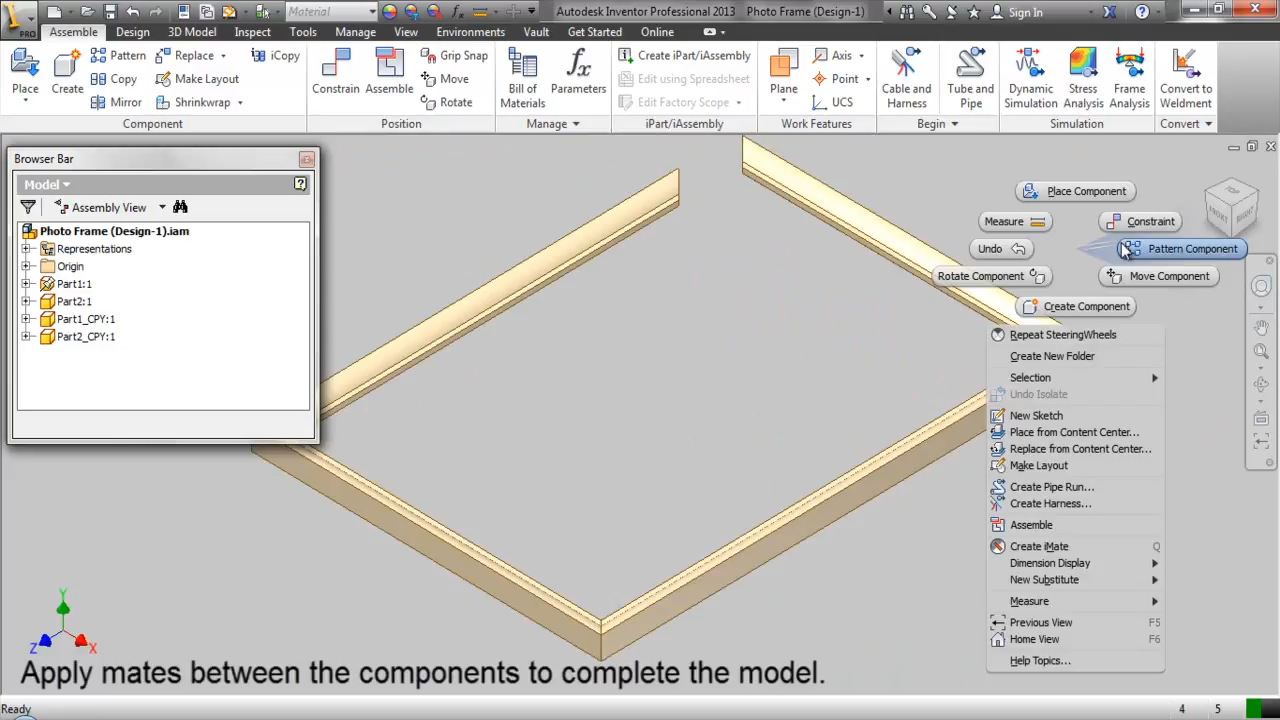 Material
Autodesk Inventor Professional 2013 Photo Frame (Design-1)
Sign In
PRO
Assemble Design 3D Model Inspect Tools Manage View Environments Vault Get Started Online
Place
Create
Pattern
Copy
Mirror
Replace
Make Layout
Shrinkwrap
iCopy
Component
Constrain
Assemble
Grip Snap
Move
Rotate
Position
Bill of
Materials
Parameters
Manage
Create iPart/iAssembly
Edit using Spreadsheet
Edit Factory Scope
iPart/iAssembly
Plane
Axis
Point
UCS
Work Features
Cable and
Harness
Tube and
Pipe
Begin
Dynamic
Simulation
Stress
Analysis
Frame
Analysis
Simulation
Convert to
Weldment
Convert
Browser Bar
Model
Assembly View
Photo Frame (Design-1).iam
Representations
Origin
Part1:1
Part2:1
Part1_CPY:1
Part2_CPY:1
Place Component
Measure
Constraint
Undo
Pattern Component
Rotate Component
Move Component
Create Component
FRONT RIGHT
Repeat SteeringWheels
Create New Folder
Selection
Undo Isolate
New Sketch
Place from Content Center...
Replace from Content Center...
Make Layout
Create Pipe Run...
Create Harness...
Assemble
Create iMate Q
Dimension Display
New Substitute
Measure
Previous View F5
Home View F6
Help Topics...
Y
Z
X
Apply mates between the components to complete the model.
Ready
4 5